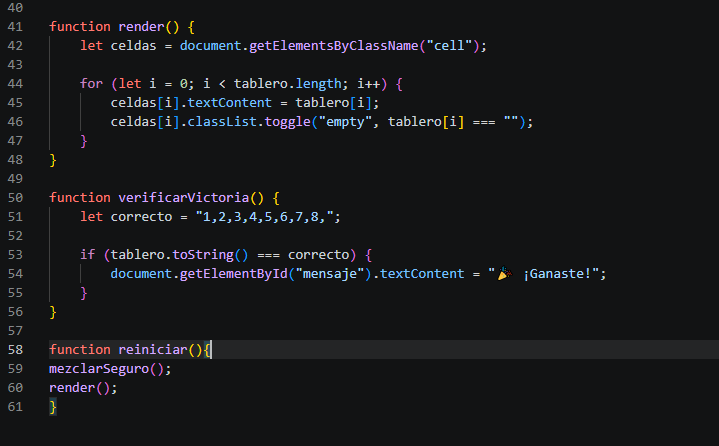 40
41 function render() {
42     let celdas = document.getElementsByClassName("cell");
43
44     for (let i = 0; i < tablero.length; i++) {
45         celdas[i].textContent = tablero[i];
46         celdas[i].classList.toggle("empty", tablero[i] === "");
47     }
48 }
49
50 function verificarVictoria() {
51     let correcto = "1,2,3,4,5,6,7,8,";
52
53     if (tablero.toString() === correcto) {
54         document.getElementById("mensaje").textContent = "🎉 ¡Ganaste!";
55     }
56 }
57
58 function reiniciar(){
59 mezclarSeguro();
60 render();
61 }